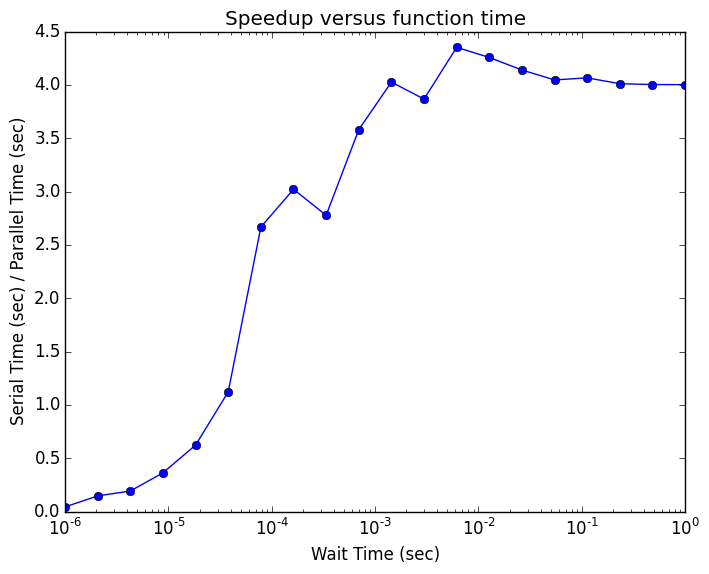 Speedup versus function time
Serial Time (sec) / Parallel Time (sec)
4.5
4.0
3.5
3.0
2.5
2.0
1.5
1.0
0.5
0.0
10^-6 10^-5 10^-4 10^-3 10^-2 10^-1 10^0
Wait Time (sec)